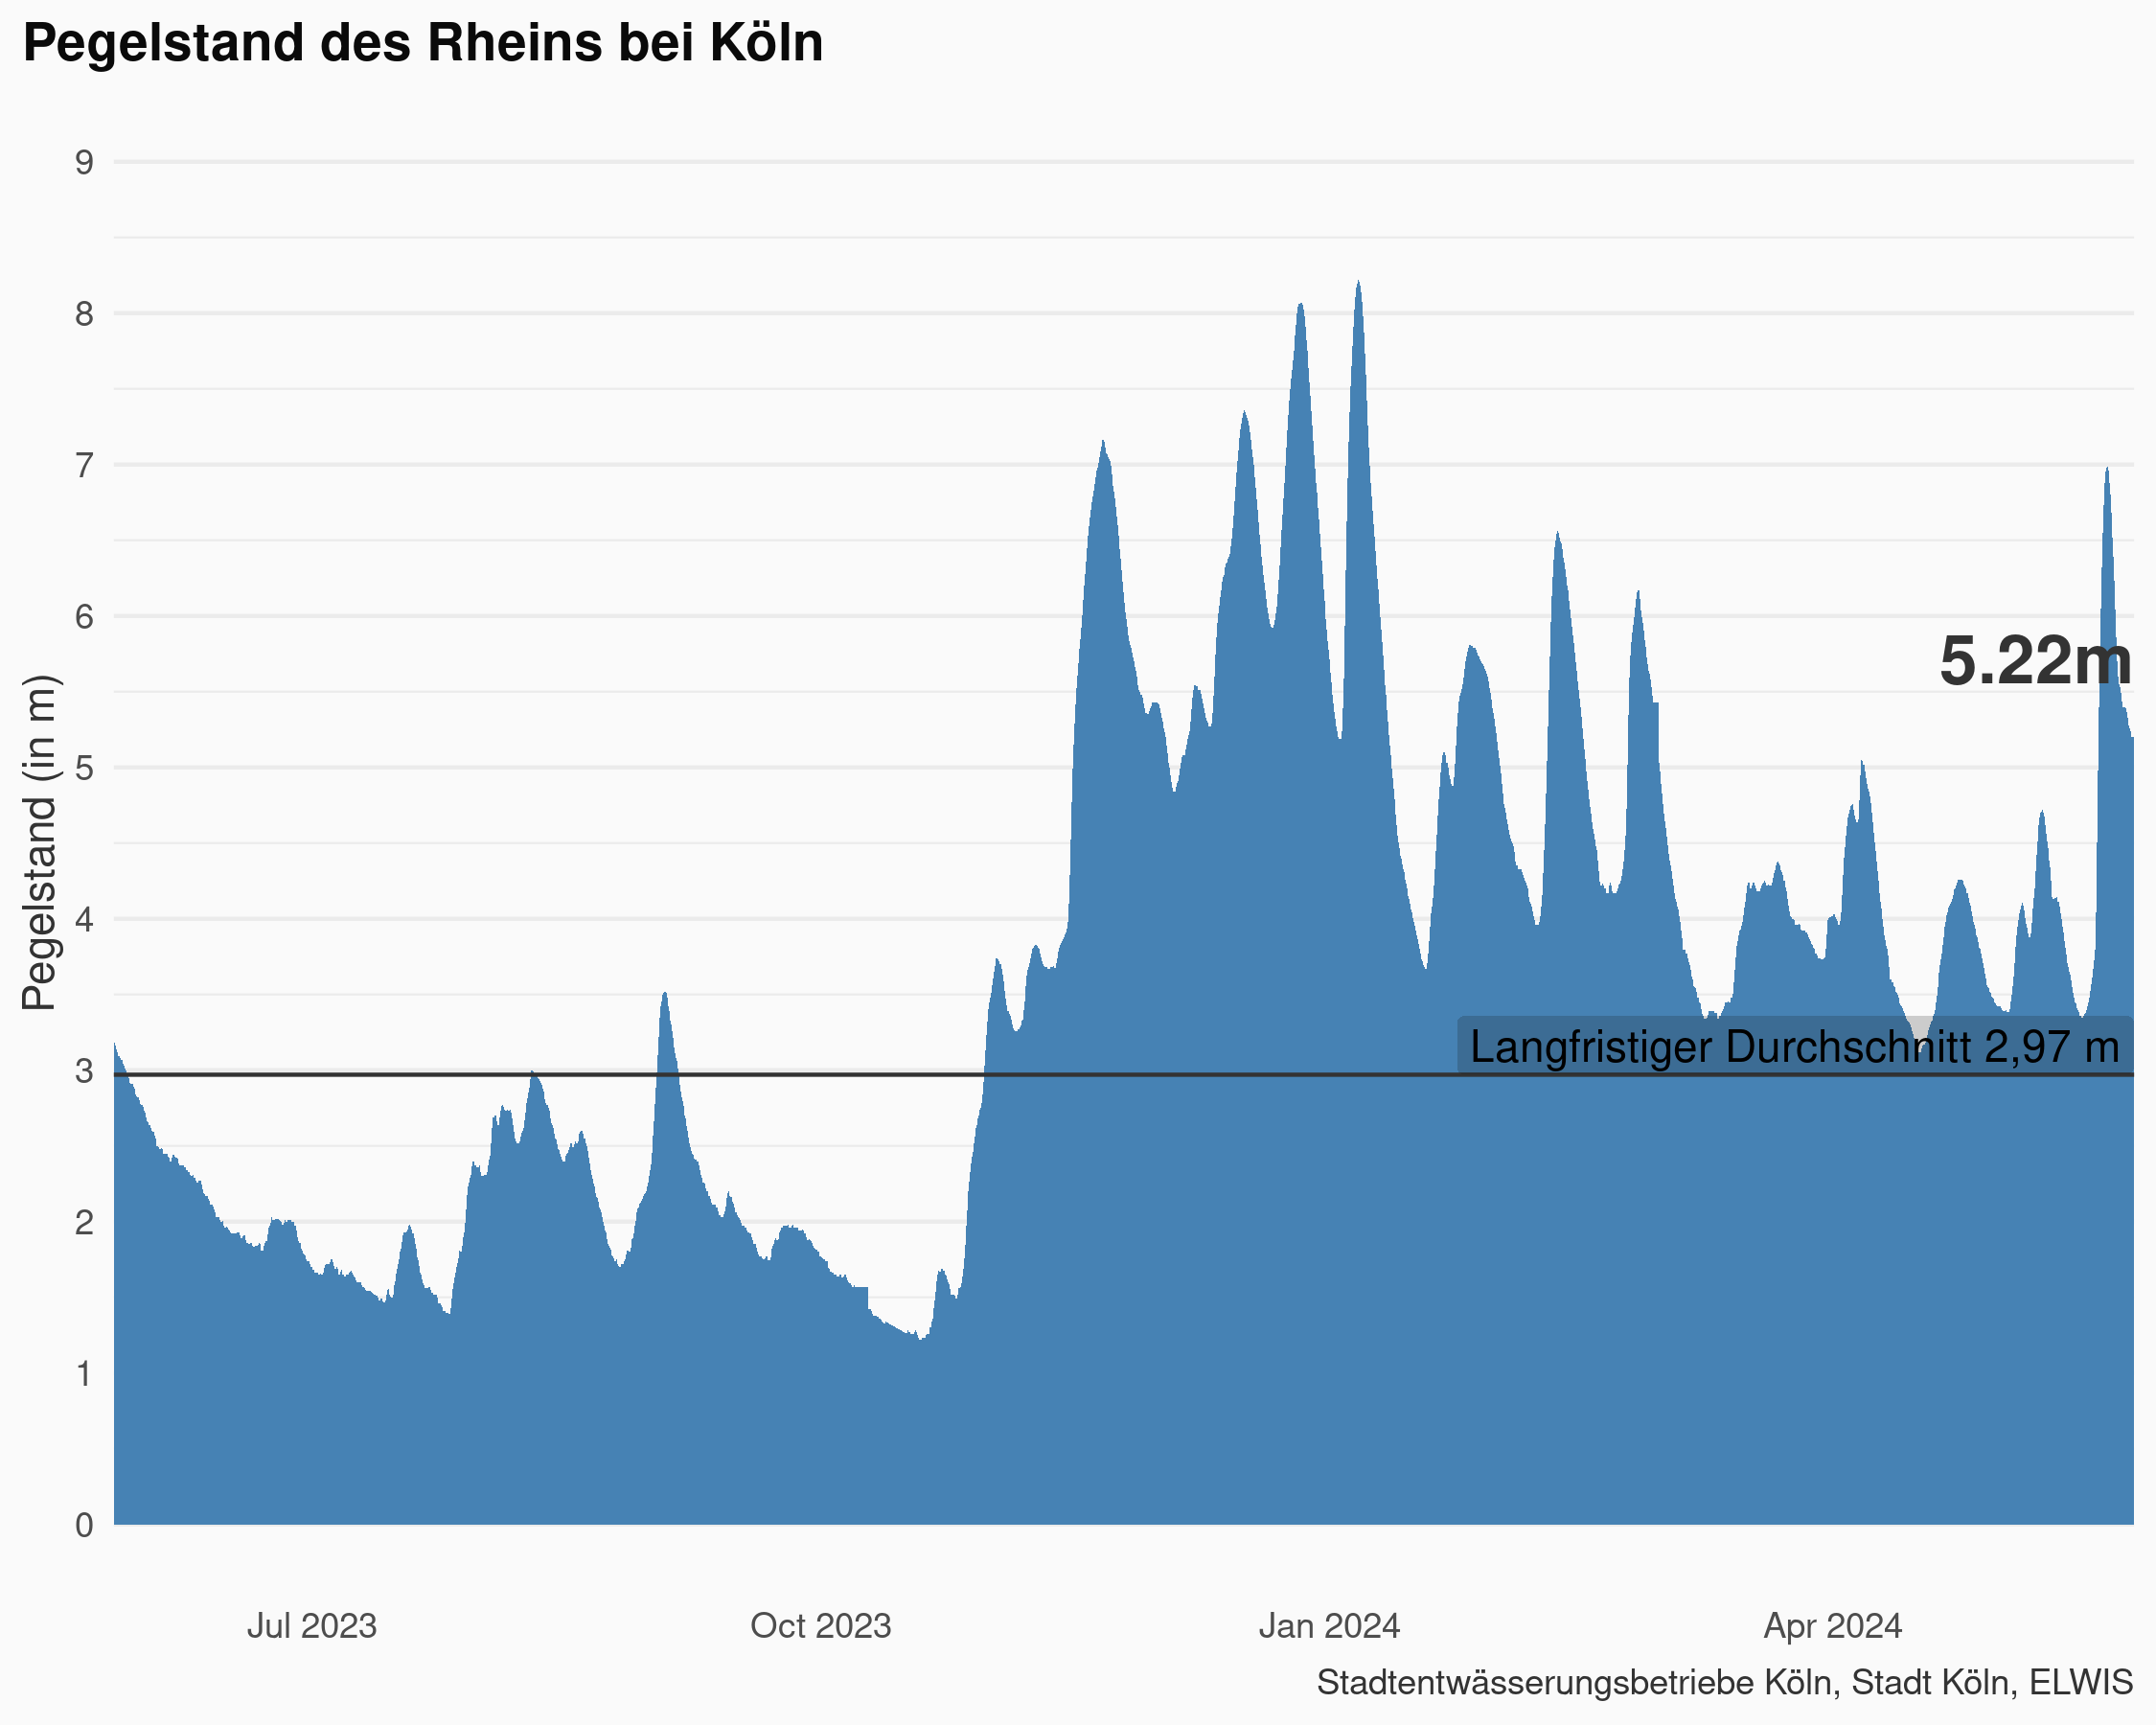 Pegelstand des Rheins bei Köln
Pegelstand (in m)
9
8
7
6
5
4
3
2
1
0
5.22m
Langfristiger Durchschnitt 2,97 m
Jul 2023
Oct 2023
Jan 2024
Apr 2024
Stadtentwässerungsbetriebe Köln, Stadt Köln, ELWIS